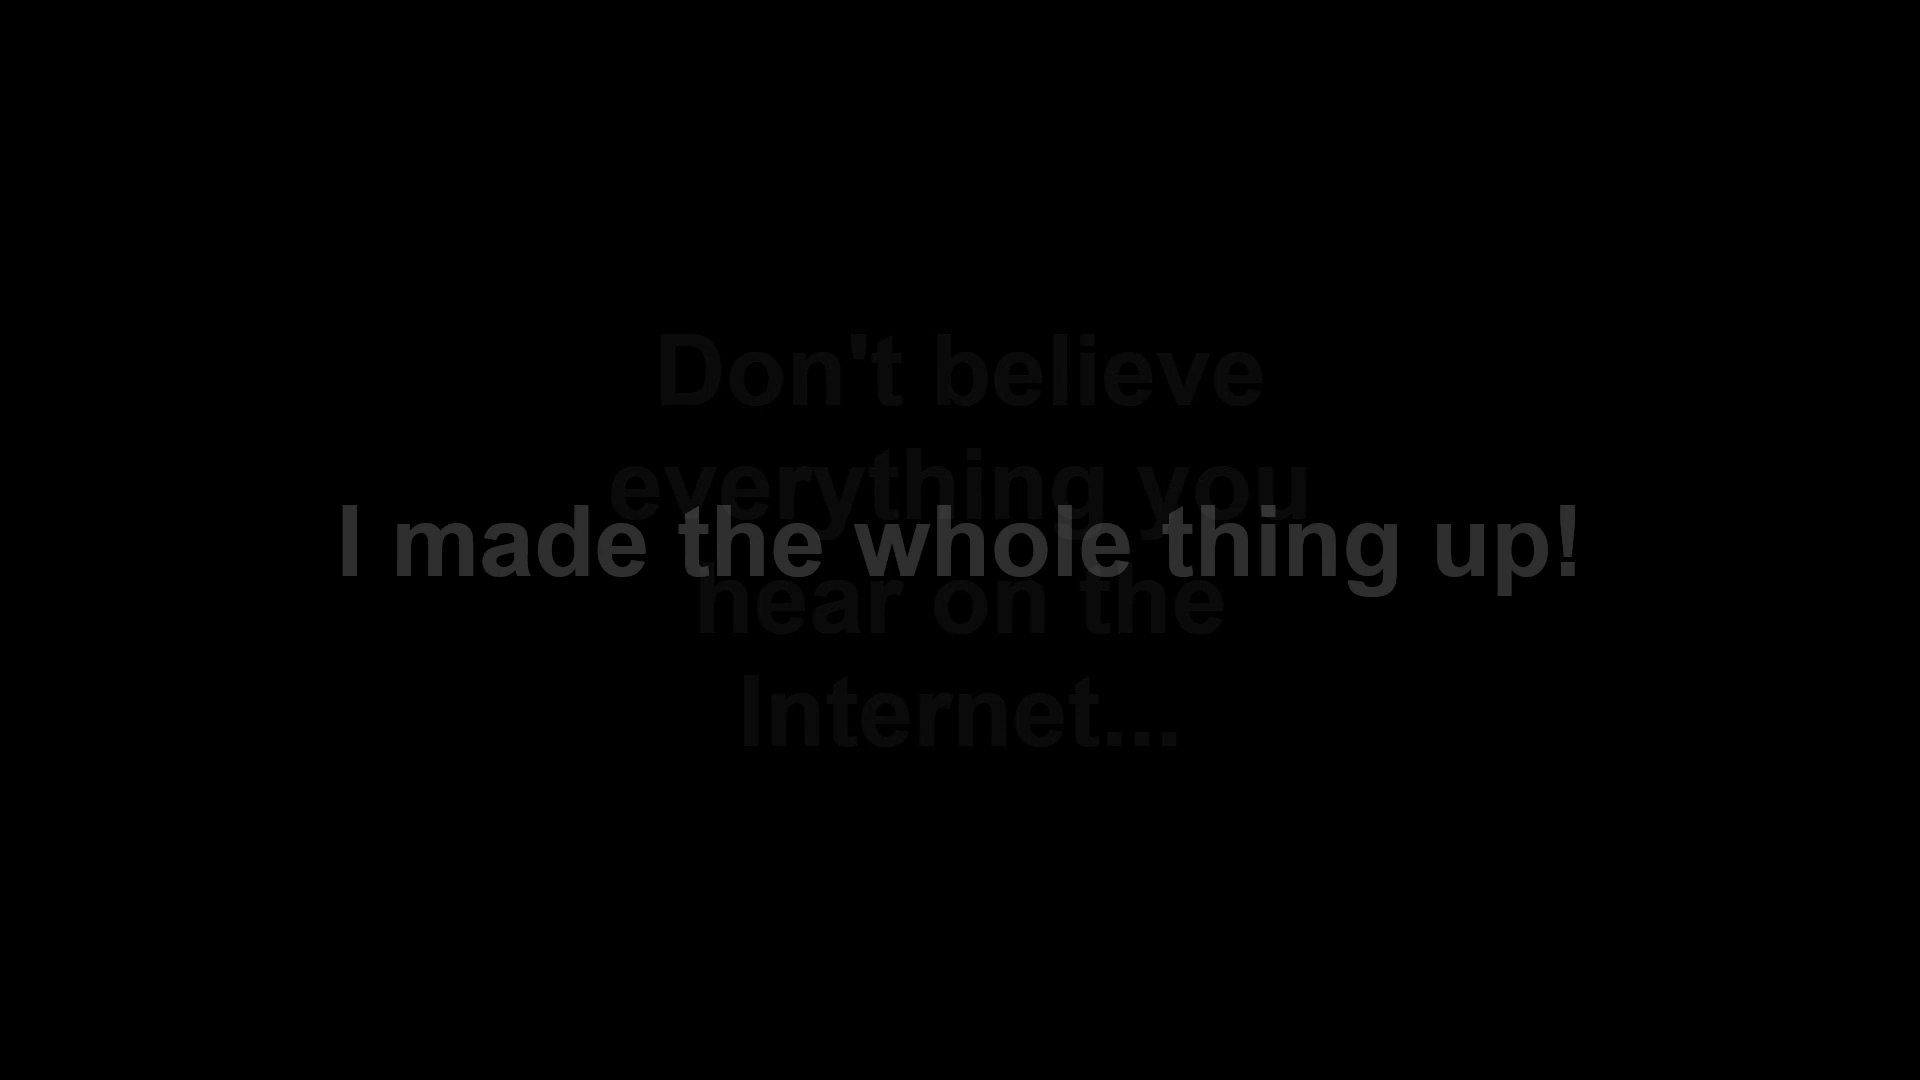 Don't believe
everything you
I made the whole thing up!
hear on the
Internet...